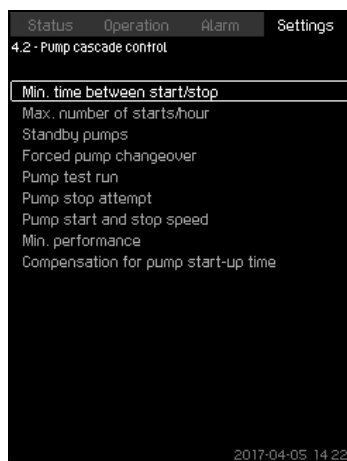 Status Operation Alarm Settings
4.2 - Pump cascade control
Min. time between start/stop
Max. number of starts/hour
Standby pumps
Forced pump changeover
Pump test run
Pump stop attempt
Pump start and stop speed
Min. performance
Compensation for pump start-up time
2017-04-05 14:22